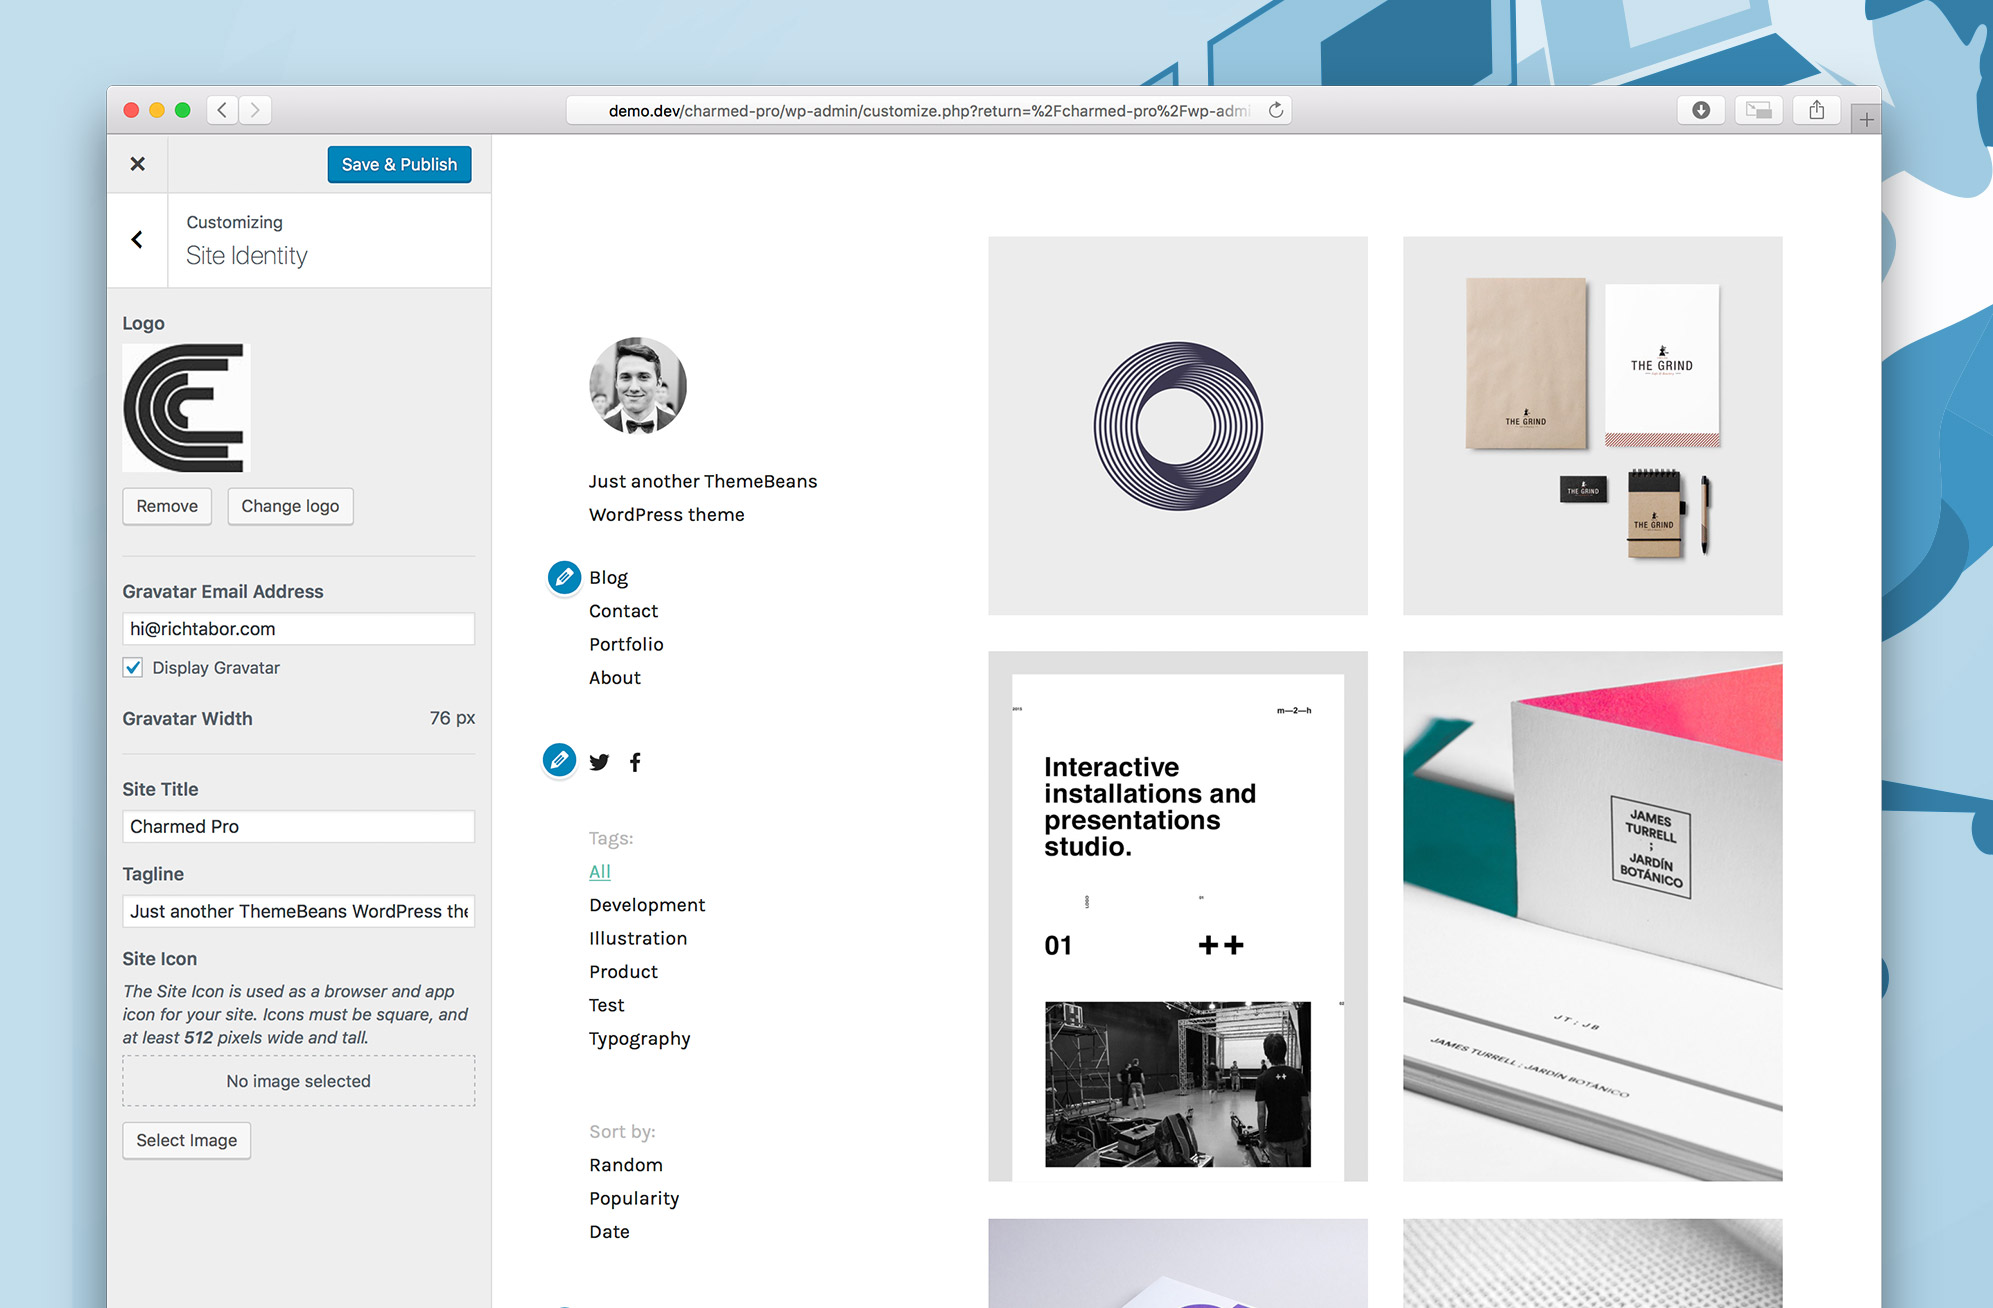 demo.dev/charmed-pro/wp-admin/customize.php?return=%2Fcharmed-pro%2Fwp-admi
Save & Publish
Customizing
Site Identity
Logo
Remove
Change logo
Gravatar Email Address
hi@richtabor.com
Display Gravatar
Gravatar Width
76 px
Site Title
Charmed Pro
Tagline
Just another ThemeBeans WordPress the
Site Icon
The Site Icon is used as a browser and app
icon for your site. Icons must be square, and
at least 512 pixels wide and tall.
No image selected
Select Image
Just another ThemeBeans
WordPress theme
Blog
Contact
Portfolio
About
Tags:
All
Development
Illustration
Product
Test
Typography
Sort by:
Random
Popularity
Date
THE GRIND
THE GRIND
THE GRIND
THE GRIND
2013
m—2—h
Interactive
installations and
presentations
studio.
LOGO
01
++
++
JAMES
TURRELL
;
JARDÍN
BOTÁNICO
JT ; JB
JAMES TURRELL ; JARDÍN BOTÁNICO